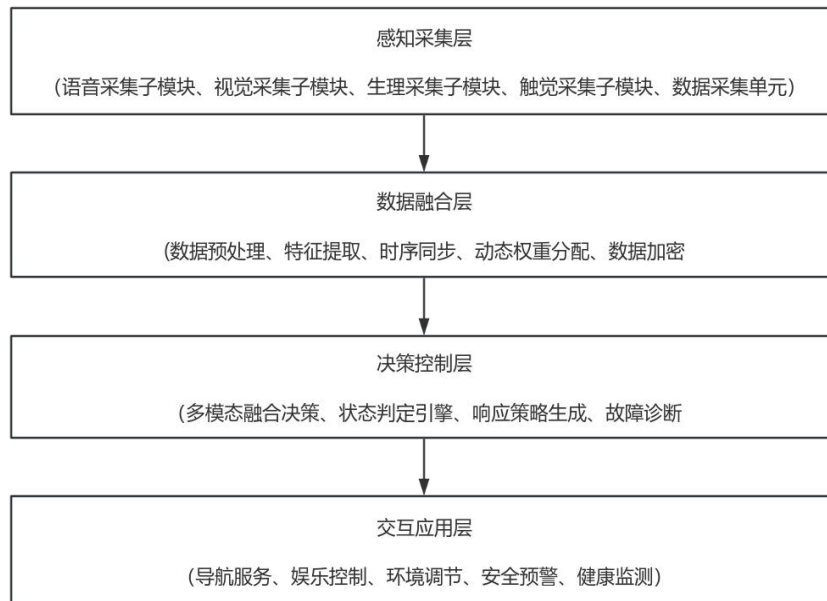 感知采集层
(语音采集子模块、视觉采集子模块、生理采集子模块、触觉采集子模块、数据采集单元)
数据融合层
(数据预处理、特征提取、时序同步、动态权重分配、数据加密
决策控制层
(多模态融合决策、状态判定引擎、响应策略生成、故障诊断
交互应用层
(导航服务、娱乐控制、环境调节、安全预警、健康监测)